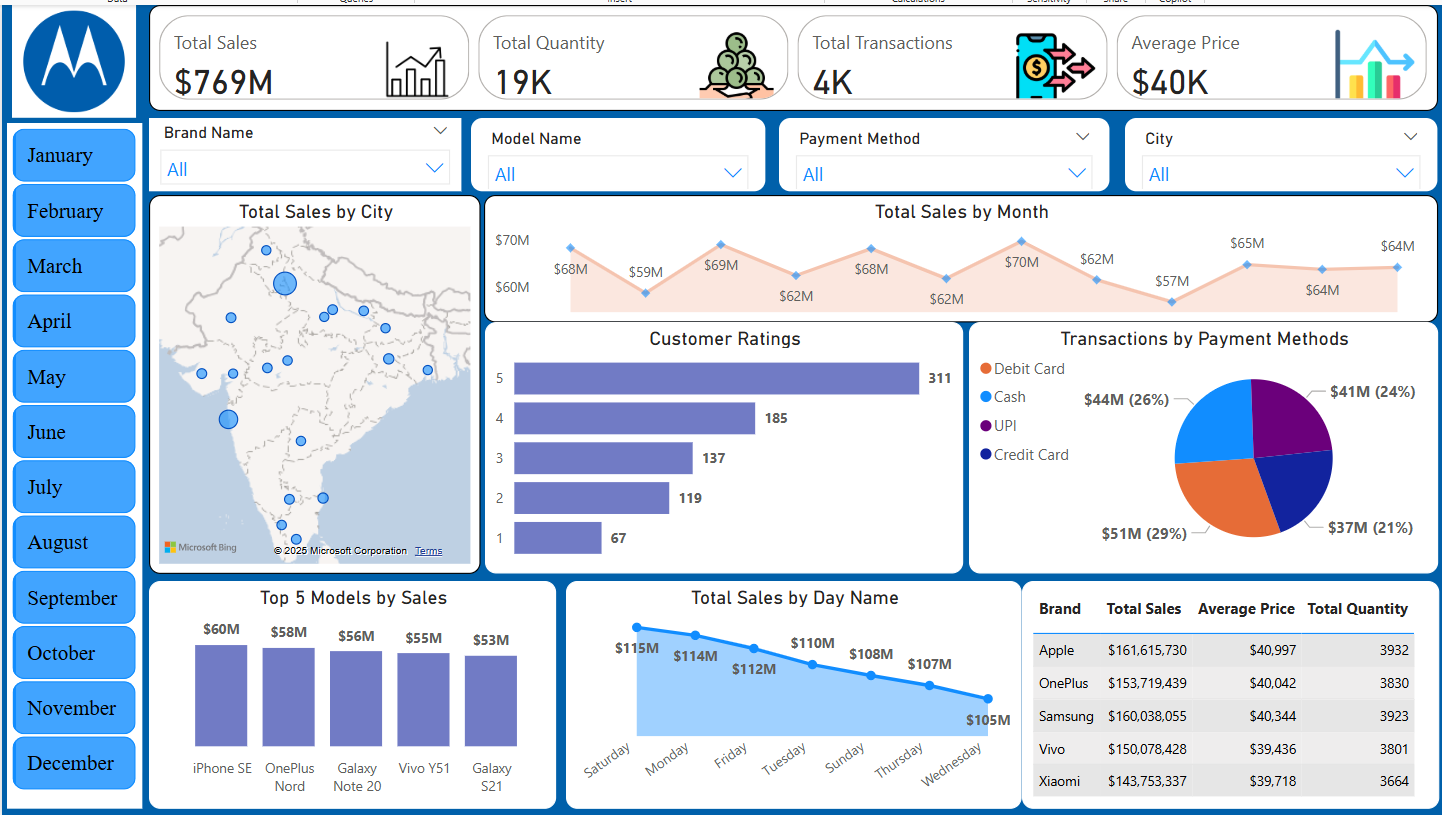 Data Queries Insert Calculations Sensitivity Share Copilot
Total Sales
$769M
Total Quantity
19K
Total Transactions
4K
Average Price
$40K
Brand Name
All
Model Name
All
Payment Method
All
City
All
January
February
March
April
May
June
July
August
September
October
November
December
Total Sales by City
Microsoft Bing
© 2025 Microsoft Corporation Terms
Total Sales by Month
$70M
$60M
$68M
$59M
$69M
$62M
$68M
$62M
$70M
$62M
$57M
$65M
$64M
$64M
Customer Ratings
5 311
4 185
3 137
2 119
1 67
Transactions by Payment Methods
Debit Card
Cash
UPI
Credit Card
$44M (26%)
$41M (24%)
$51M (29%)
$37M (21%)
Top 5 Models by Sales
$60M $58M $56M $55M $53M
iPhone SE OnePlus Galaxy Vivo Y51 Galaxy
Nord Note 20 S21
Total Sales by Day Name
$115M
$114M
$112M
$110M
$108M
$107M
$105M
Saturday
Monday
Friday
Tuesday
Sunday
Thursday
Wednesday
Brand Total Sales Average Price Total Quantity
Apple $161,615,730 $40,997 3932
OnePlus $153,719,439 $40,042 3830
Samsung $160,038,055 $40,344 3923
Vivo $150,078,428 $39,436 3801
Xiaomi $143,753,337 $39,718 3664